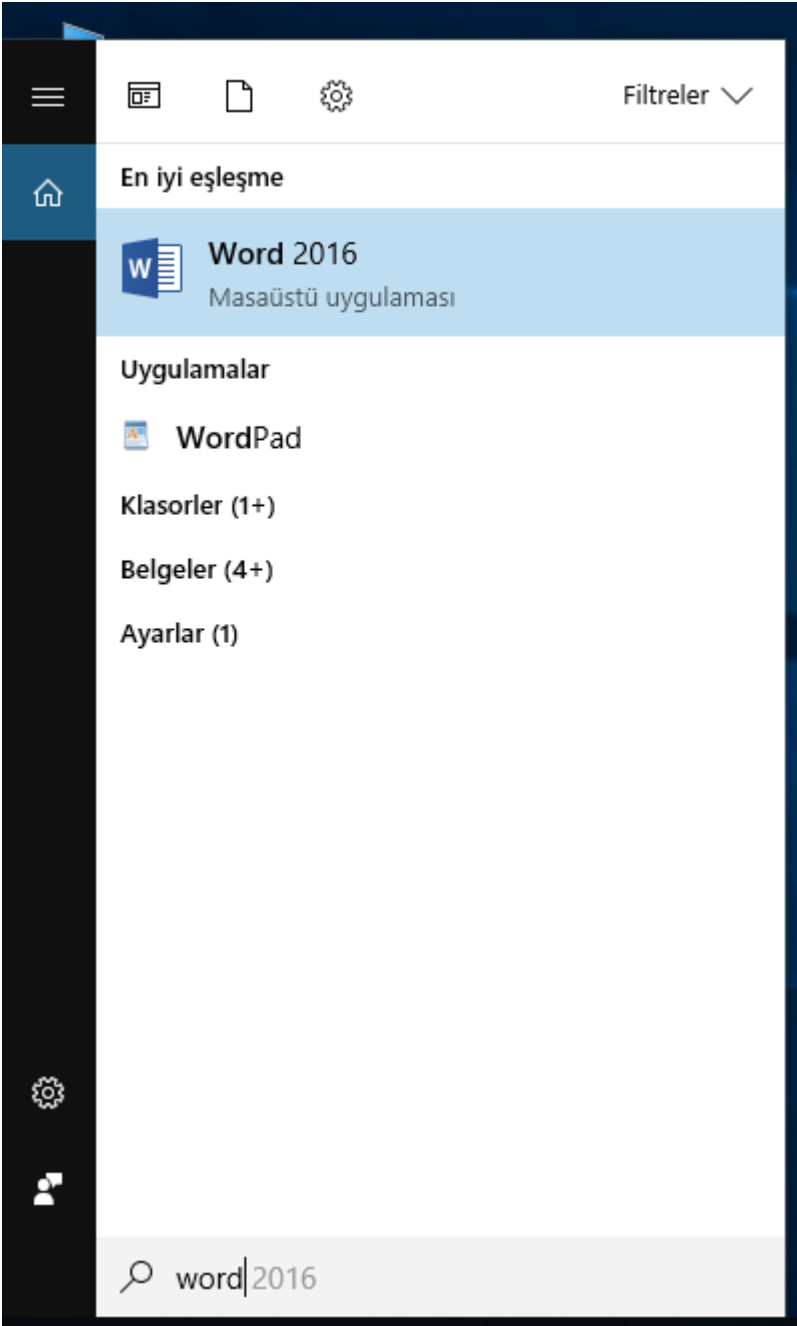 Filtreler
En iyi eşleşme
Word 2016
Masaüstü uygulaması
Uygulamalar
WordPad
Klasorler (1+)
Belgeler (4+)
Ayarlar (1)
word 2016